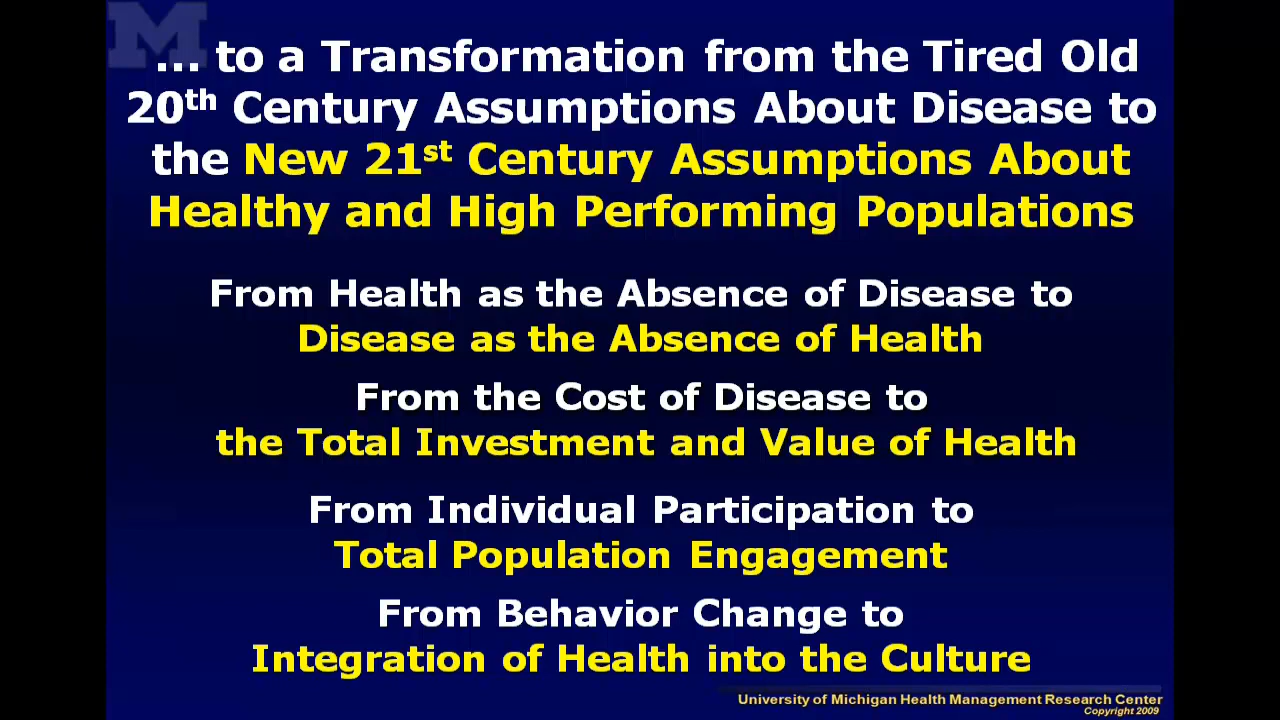 M
... to a Transformation from the Tired Old
20th Century Assumptions About Disease to
the New 21st Century Assumptions About
Healthy and High Performing Populations
From Health as the Absence of Disease to
Disease as the Absence of Health
From the Cost of Disease to
the Total Investment and Value of Health
From Individual Participation to
Total Population Engagement
From Behavior Change to
Integration of Health into the Culture
University of Michigan Health Management Research Center
Copyright 2009